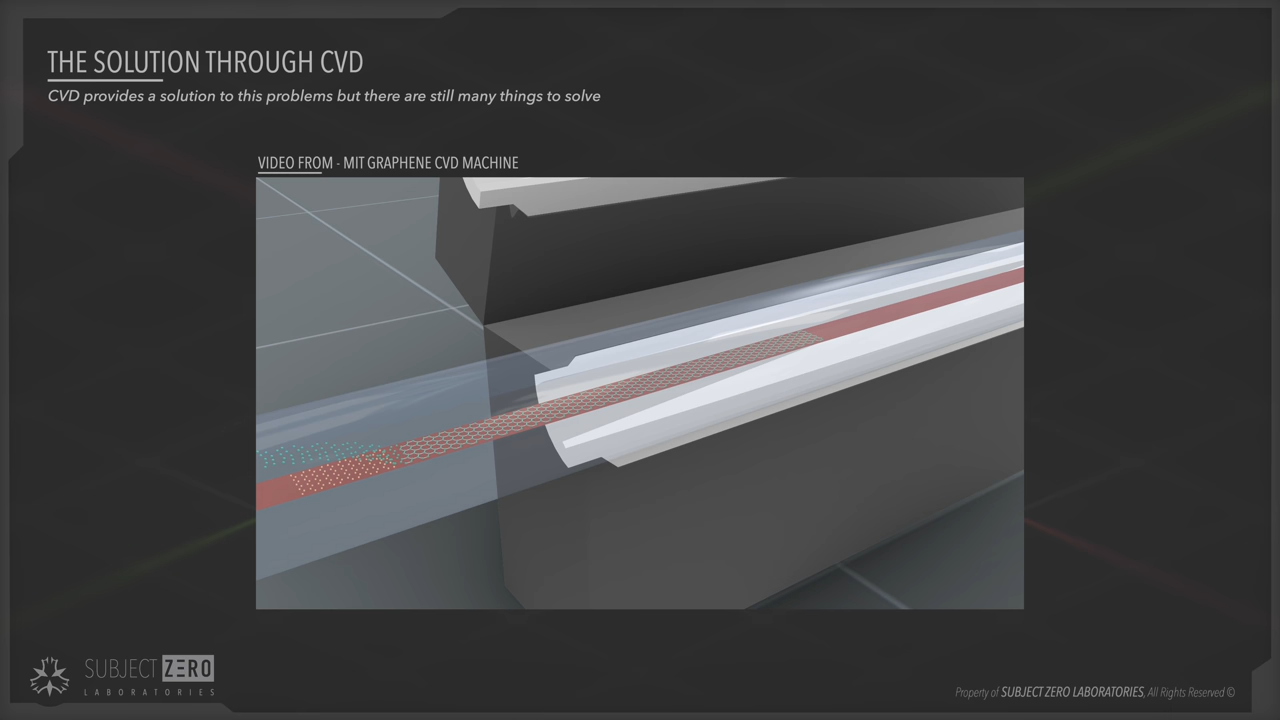 THE SOLUTION THROUGH CVD
CVD provides a solution to this problems but there are still many things to solve
VIDEO FROM - MIT GRAPHENE CVD MACHINE
SUBJECT ZERO
LABORATORIES
Property of SUBJECT ZERO LABORATORIES, All Rights Reserved ©